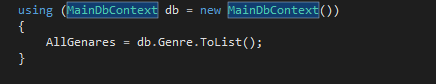 using (MainDbContext db = new MainDbContext())
{
    AllGenares = db.Genre.ToList();
}